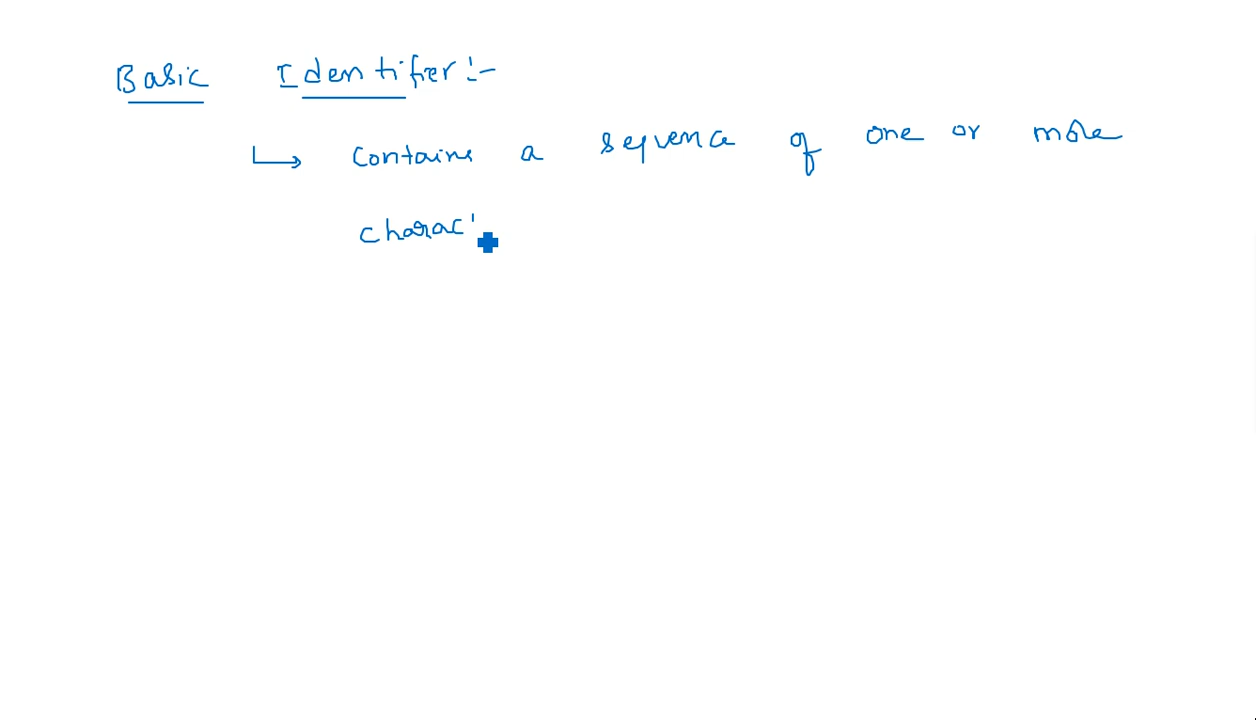 Basic Identifier:-
↳ Contains a sequence of one or more
charac'